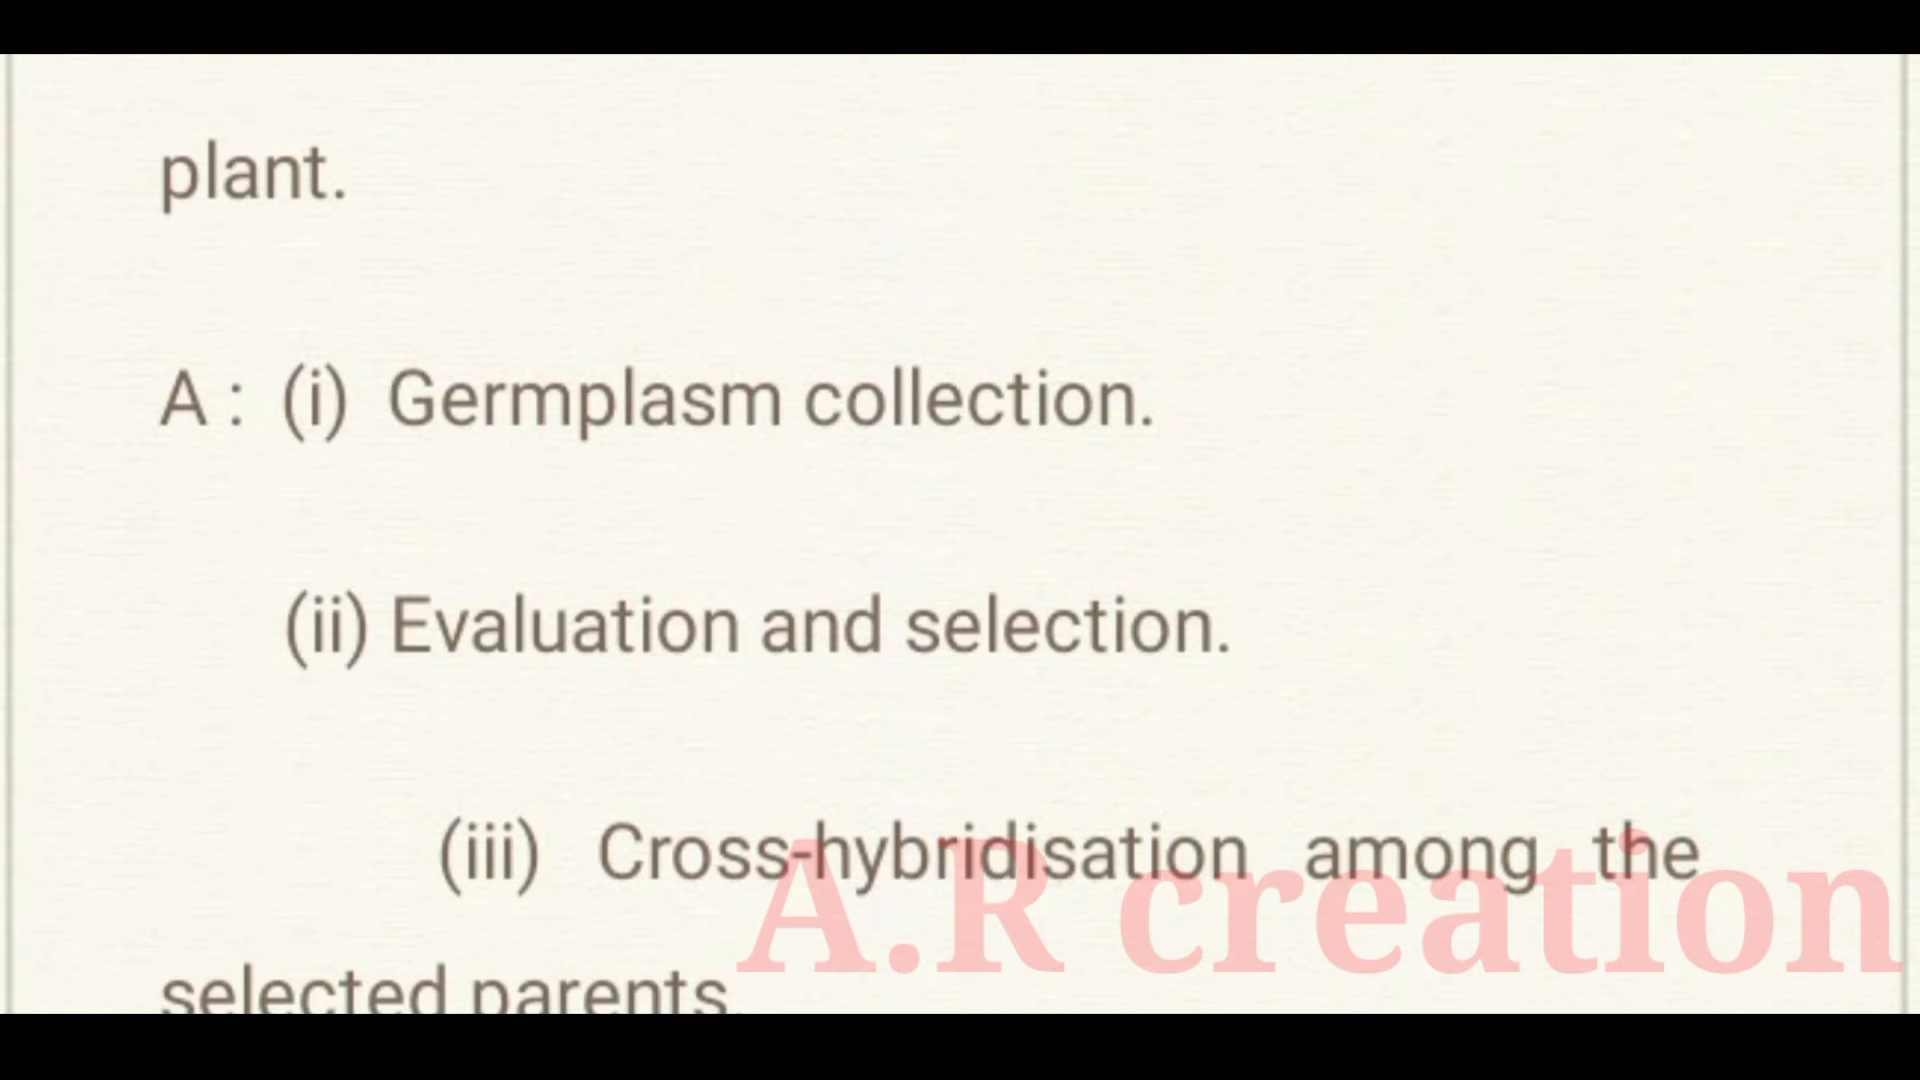 plant.
A : (i) Germplasm collection.
(ii) Evaluation and selection.
(iii) Cross-hybridisation among the
selected parents.
A.R creation